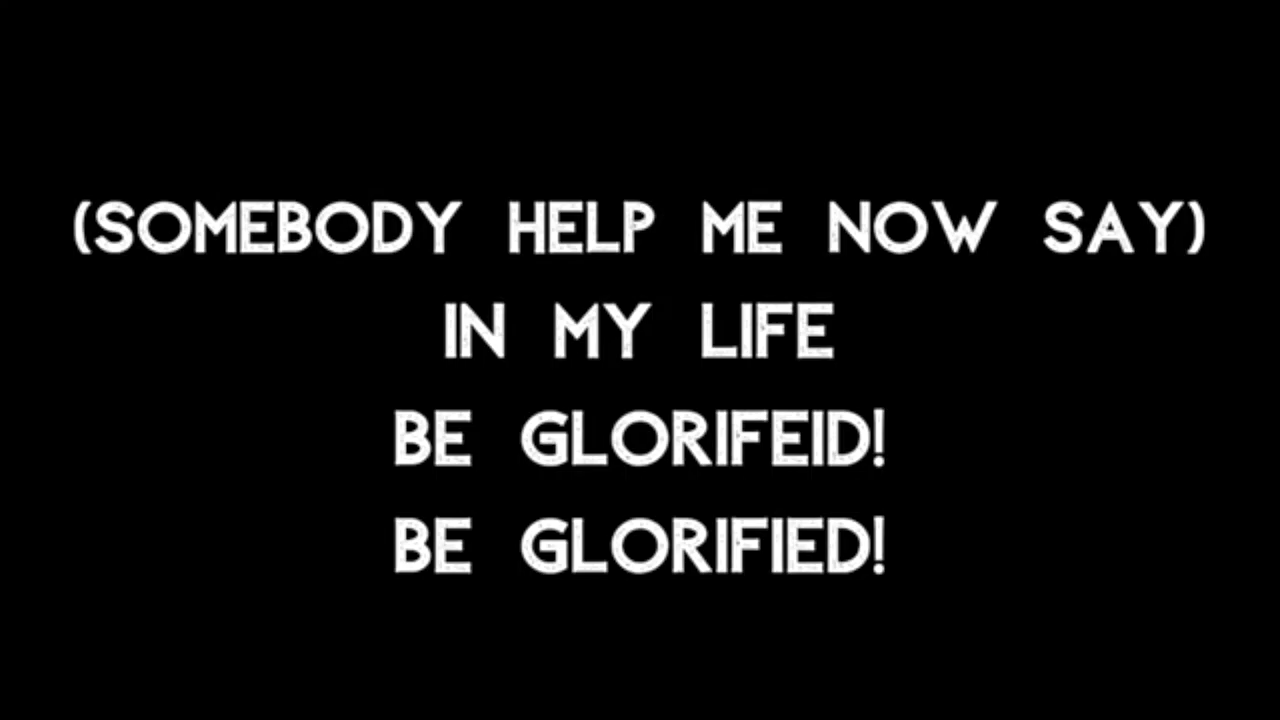 (SOMEBODY HELP ME NOW SAY)
IN MY LIFE
BE GLORIFEID!
BE GLORIFIED!